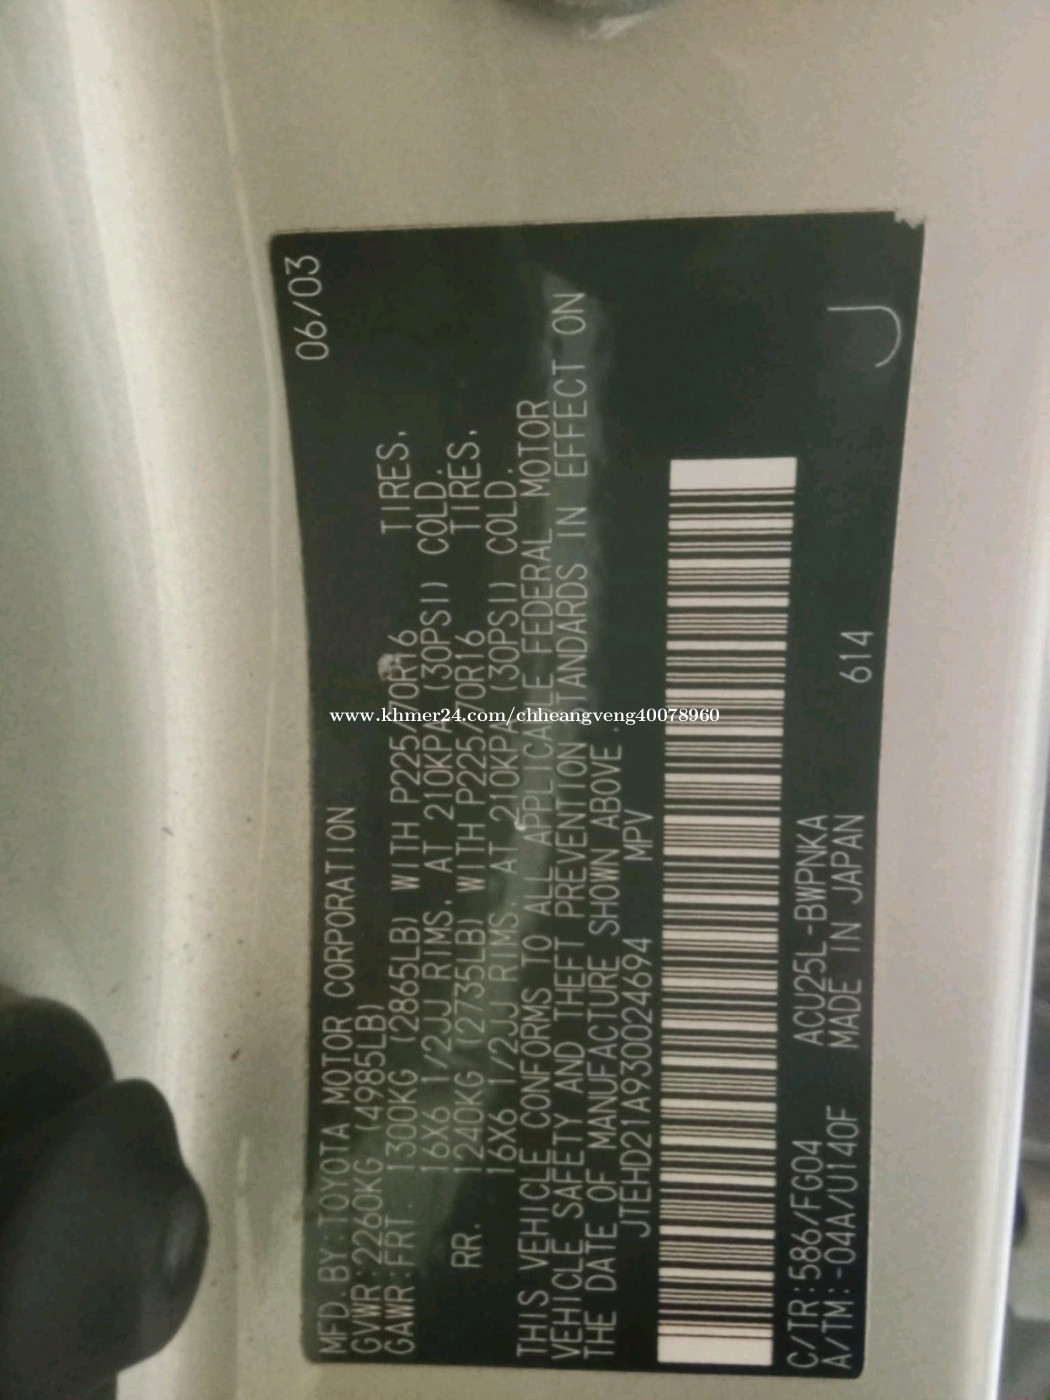 MFD.BY:TOYOTA MOTOR CORPORATION 06/03
GVWR:2260KG (4985LB)
GAWR:FRT. 1300KG (2865LB) WITH P225/70R16 TIRES,
16X6 1/2JJ RIMS, AT 210KPA (30PSI) COLD.
RR. 1240KG (2735LB) WITH P225/70R16 TIRES,
16X6 1/2JJ RIMS, AT 210KPA (30PSI) COLD.
THIS VEHICLE CONFORMS TO ALL APPLICABLE FEDERAL MOTOR
VEHICLE SAFETY AND THEFT PREVENTION STANDARDS IN EFFECT ON
THE DATE OF MANUFACTURE SHOWN ABOVE.
JTEHD21A930024694 MPV
C/TR:586/FG04 ACU25L-BWPNKA
A/TM:-04A/U140F MADE IN JAPAN 614
J
www.khmer24.com/chheangveng40078960